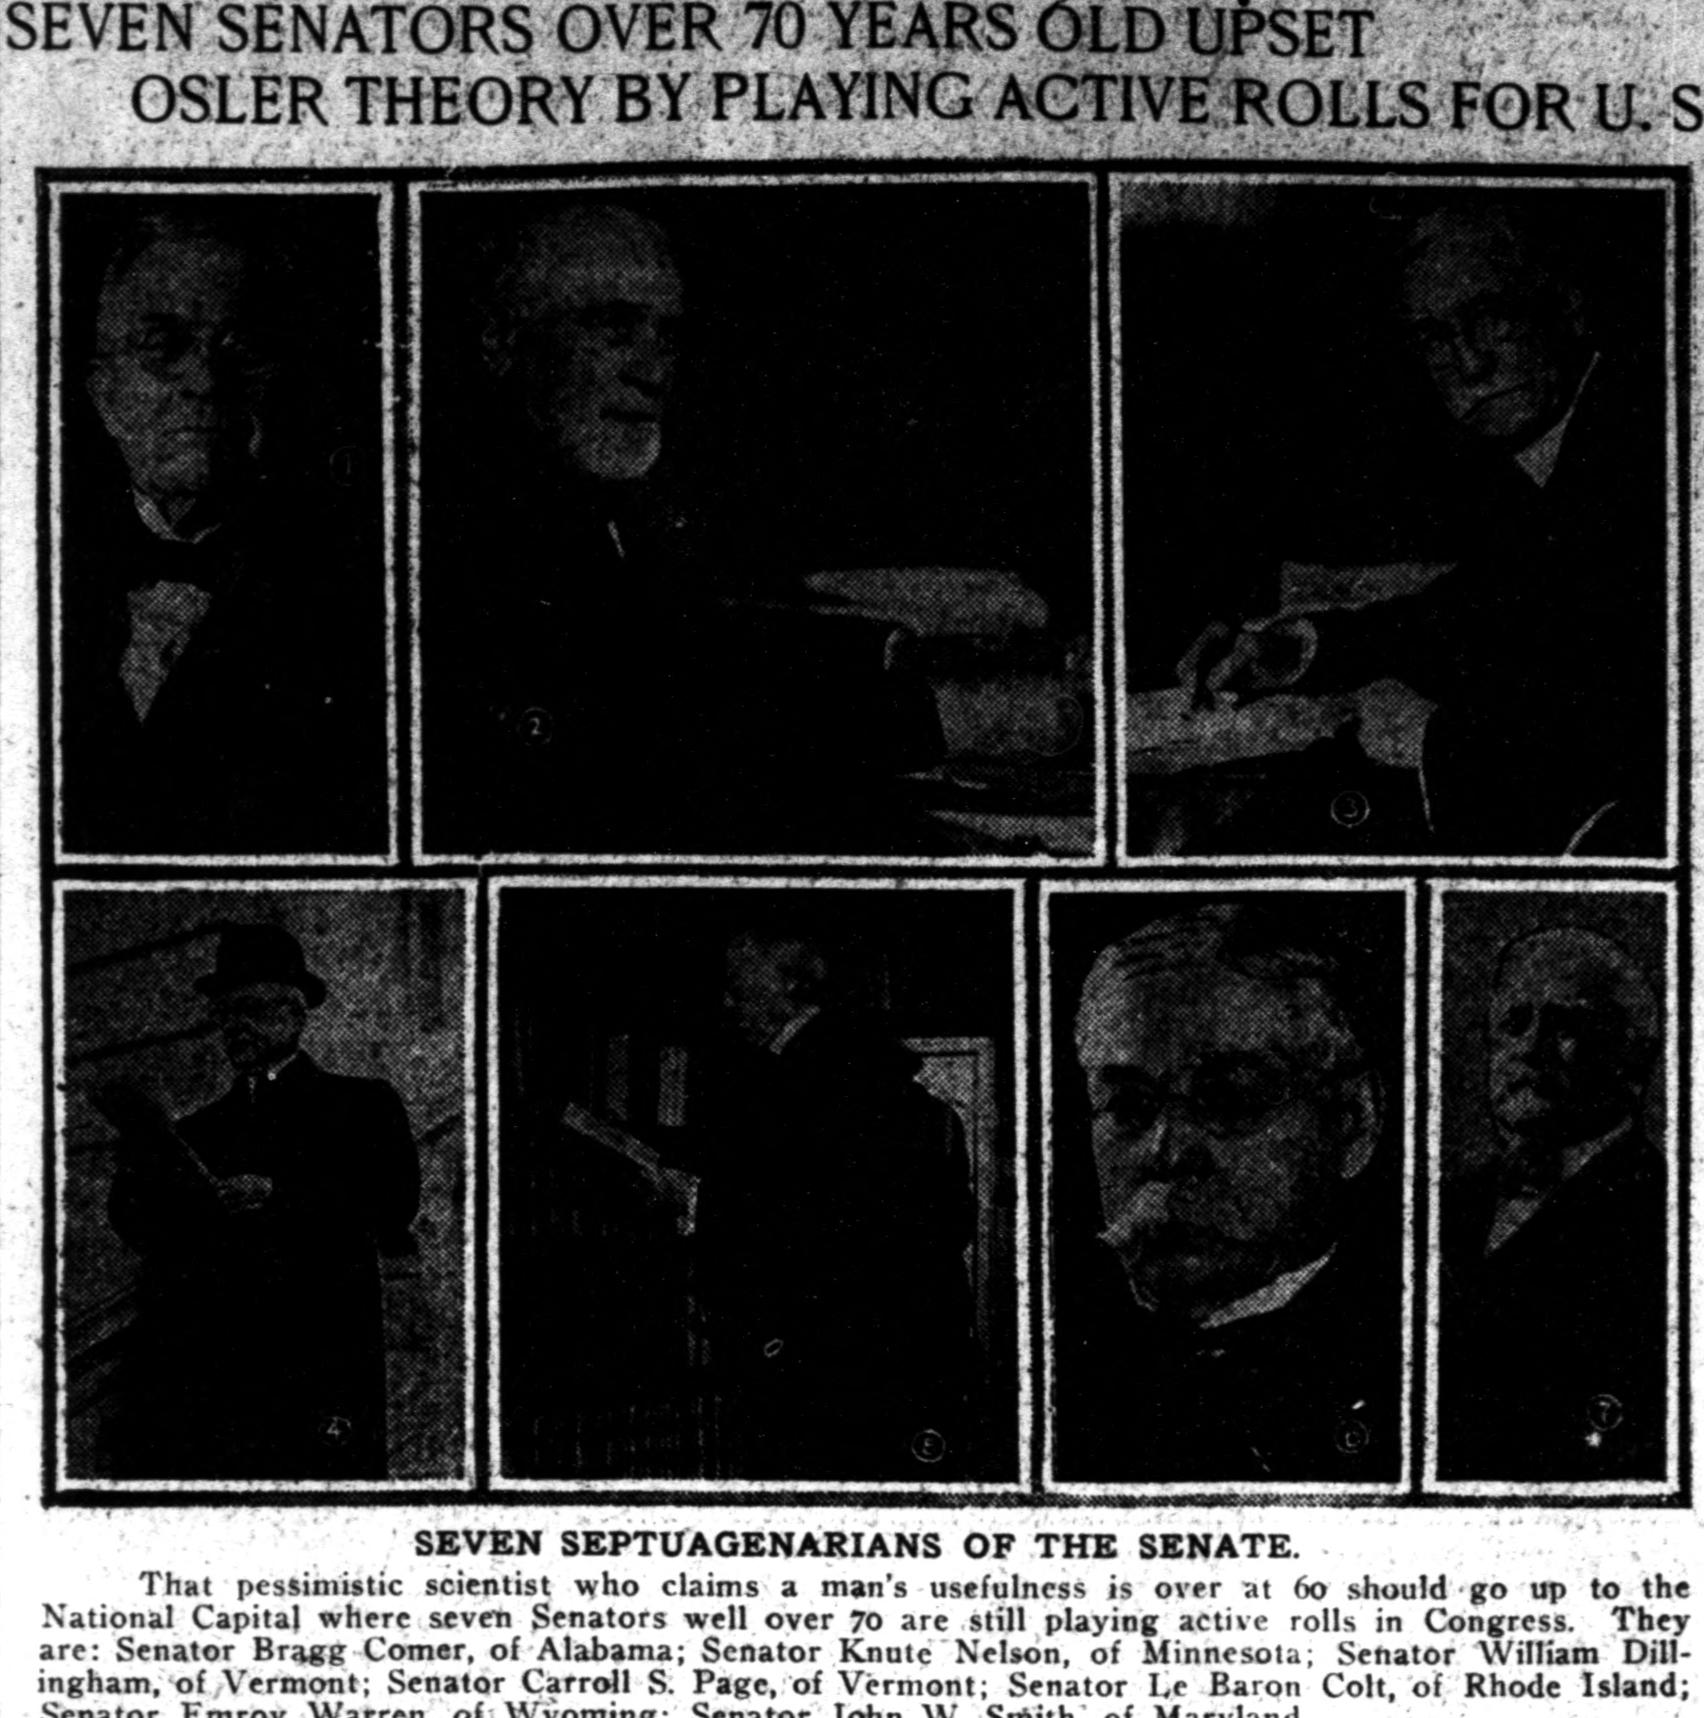 SEVEN SENATORS OVER 70 YEARS OLD UPSET
OSLER THEORY BY PLAYING ACTIVE ROLLS FOR U. S
1
2
3
4
5
6
7
SEVEN SEPTUAGENARIANS OF THE SENATE.
That pessimistic scientist who claims a man's usefulness is over at 60 should go up to the
National Capital where seven Senators well over 70 are still playing active rolls in Congress. They
are: Senator Bragg Comer, of Alabama; Senator Knute Nelson, of Minnesota; Senator William Dill-
ingham, of Vermont; Senator Carroll S. Page, of Vermont; Senator Le Baron Colt, of Rhode Island;
Senator Emroy Warren, of Wyoming; Senator John W. Smith, of Maryland